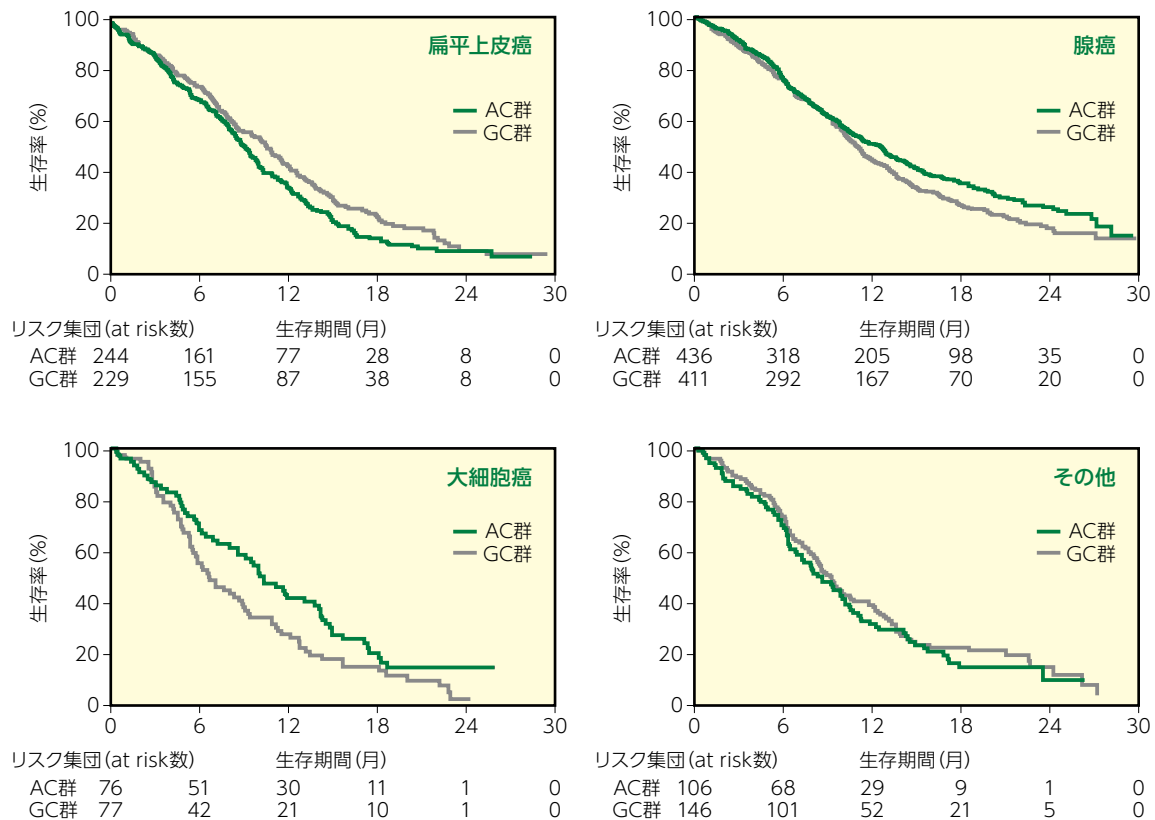 扁平上皮癌
生存率(%)
100
80
60
40
20
0
AC群
GC群
0 6 12 18 24 30
リスク集団(at risk数) 生存期間(月)
AC群 244 161 77 28 8 0
GC群 229 155 87 38 8 0
腺癌
生存率(%)
100
80
60
40
20
0
AC群
GC群
0 6 12 18 24 30
リスク集団(at risk数) 生存期間(月)
AC群 436 318 205 98 35 0
GC群 411 292 167 70 20 0
大細胞癌
生存率(%)
100
80
60
40
20
0
AC群
GC群
0 6 12 18 24 30
リスク集団(at risk数) 生存期間(月)
AC群 76 51 30 11 1 0
GC群 77 42 21 10 1 0
その他
生存率(%)
100
80
60
40
20
0
AC群
GC群
0 6 12 18 24 30
リスク集団(at risk数) 生存期間(月)
AC群 106 68 29 9 1 0
GC群 146 101 52 21 5 0